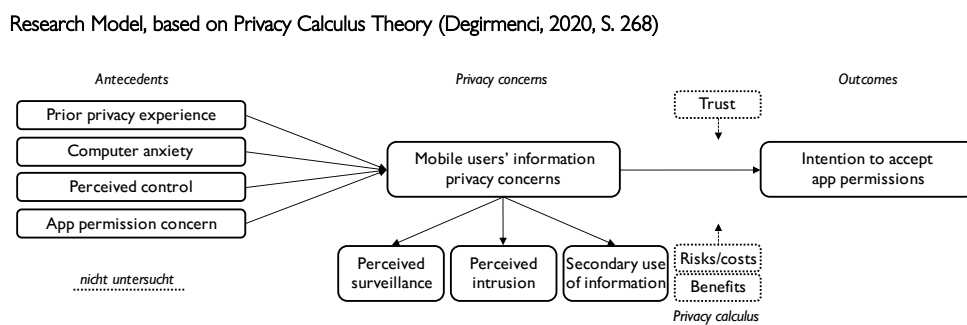 Research Model, based on Privacy Calculus Theory (Degirmenci, 2020, S. 268)
Antecedents
Privacy concerns
Outcomes
Prior privacy experience
Computer anxiety
Perceived control
App permission concern
nicht untersucht
Mobile users' information
privacy concerns
Perceived
surveillance
Perceived
intrusion
Secondary use
of information
Trust
Risks/costs
Benefits
Privacy calculus
Intention to accept
app permissions